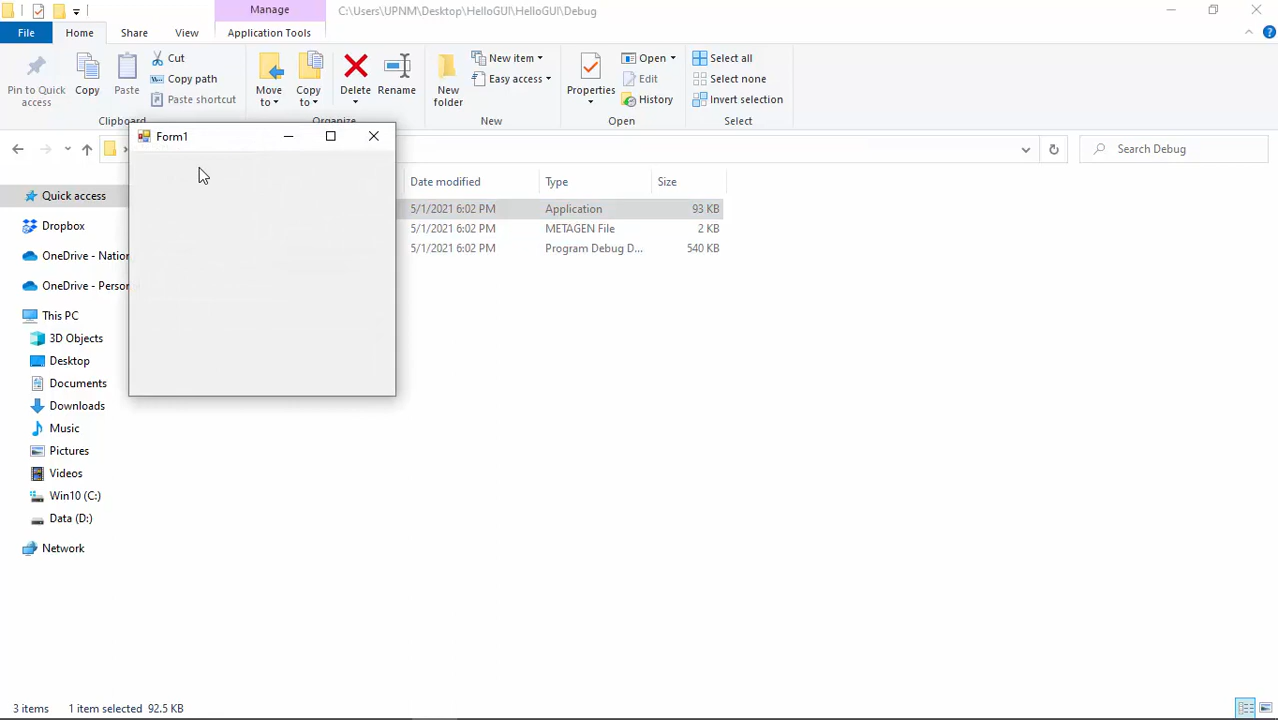 Manage
C:\Users\UPNM\Desktop\HelloGUI\HelloGUI\Debug
File
Home
Share
View
Application Tools
Pin to Quick access
Copy
Paste
Cut
Copy path
Paste shortcut
Clipboard
Move to
Copy to
Delete
Rename
Organize
New folder
New item
Easy access
New
Properties
Open
Edit
History
Open
Select all
Select none
Invert selection
Select
Form1
Search Debug
Date modified
Type
Size
5/1/2021 6:02 PM Application 93 KB
5/1/2021 6:02 PM METAGEN File 2 KB
5/1/2021 6:02 PM Program Debug D... 540 KB
Quick access
Dropbox
OneDrive - Nation
OneDrive - Person
This PC
3D Objects
Desktop
Documents
Downloads
Music
Pictures
Videos
Win10 (C:)
Data (D:)
Network
3 items 1 item selected 92.5 KB